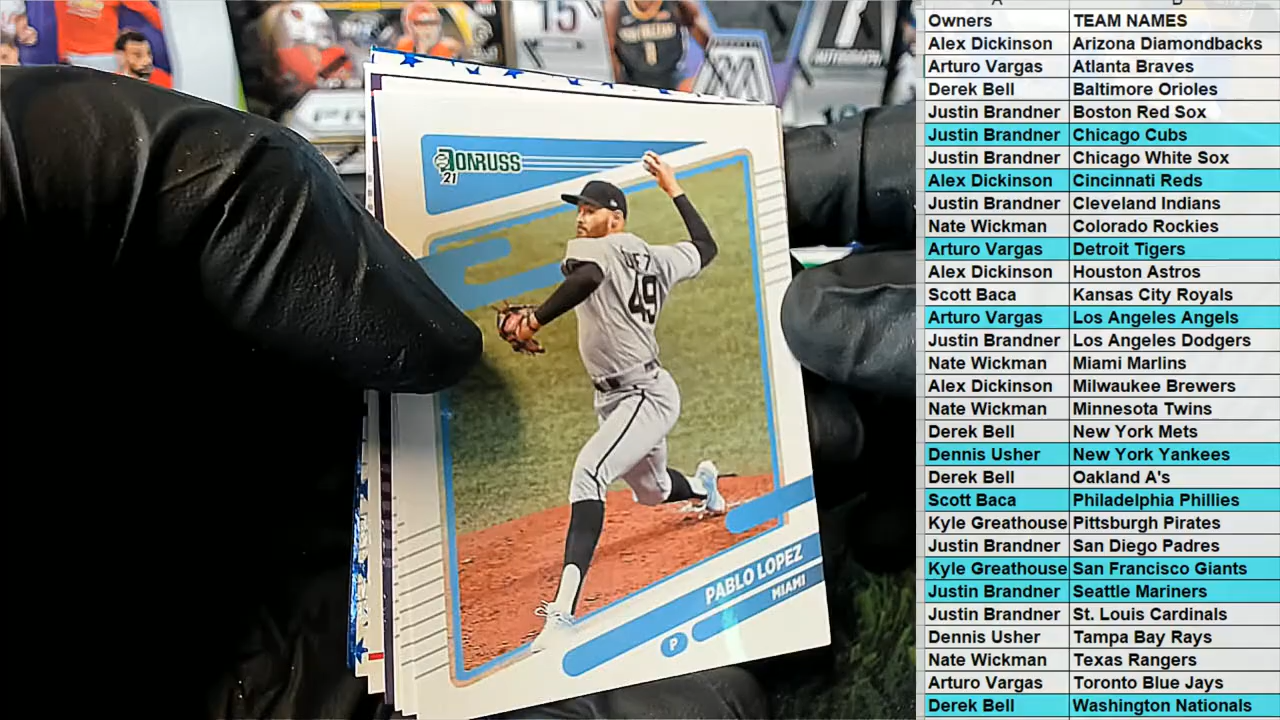 15
AUTOGRAPH
DONRUSS
21
49
PABLO LOPEZ
MIAMI
P
A B
Owners TEAM NAMES
Alex Dickinson Arizona Diamondbacks
Arturo Vargas Atlanta Braves
Derek Bell Baltimore Orioles
Justin Brandner Boston Red Sox
Justin Brandner Chicago Cubs
Justin Brandner Chicago White Sox
Alex Dickinson Cincinnati Reds
Justin Brandner Cleveland Indians
Nate Wickman Colorado Rockies
Arturo Vargas Detroit Tigers
Alex Dickinson Houston Astros
Scott Baca Kansas City Royals
Arturo Vargas Los Angeles Angels
Justin Brandner Los Angeles Dodgers
Nate Wickman Miami Marlins
Alex Dickinson Milwaukee Brewers
Nate Wickman Minnesota Twins
Derek Bell New York Mets
Dennis Usher New York Yankees
Derek Bell Oakland A's
Scott Baca Philadelphia Phillies
Kyle Greathouse Pittsburgh Pirates
Justin Brandner San Diego Padres
Kyle Greathouse San Francisco Giants
Justin Brandner Seattle Mariners
Justin Brandner St. Louis Cardinals
Dennis Usher Tampa Bay Rays
Nate Wickman Texas Rangers
Arturo Vargas Toronto Blue Jays
Derek Bell Washington Nationals